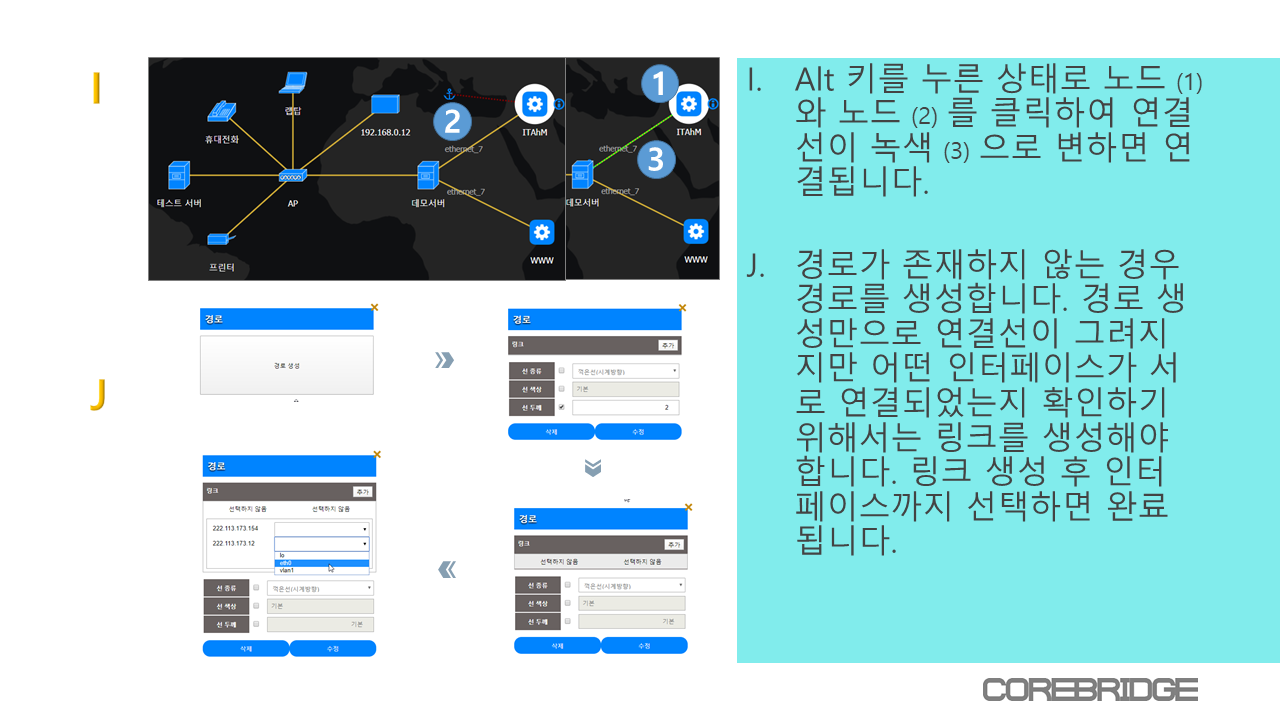 I
랩탑
휴대전화
192.168.0.12
2
ITAhM
ethernet_7
테스트 서버
AP
데모서버
ethernet_7
프린터
WWW
1
ITAhM
ethernet_7
3
ethernet_7
데모서버
WWW
I. Alt 키를 누른 상태로 노드 (1)
와 노드 (2) 를 클릭하여 연결
선이 녹색 (3) 으로 변하면 연
결됩니다.
J. 경로가 존재하지 않는 경우
경로를 생성합니다. 경로 생
성만으로 연결선이 그려지
지만 어떤 인터페이스가 서
로 연결되었는지 확인하기
위해서는 링크를 생성해야
합니다. 링크 생성 후 인터
페이스까지 선택하면 완료
됩니다.
J
경로
경로 생성
경로
링크 추가
선 종류 꺽은선(시계방향)
선 색상 기본
선 두께 2
삭제 수정
경로
링크 추가
선택하지 않음 선택하지 않음
222.113.173.154
222.113.173.12
lo
eth0
vlan1
선 종류 꺽은선(시계방향)
선 색상 기본
선 두께 기본
삭제 수정
경로
링크 추가
선택하지 않음 선택하지 않음
선 종류 꺽은선(시계방향)
선 색상 기본
선 두께 기본
삭제 수정
COREBRIDGE